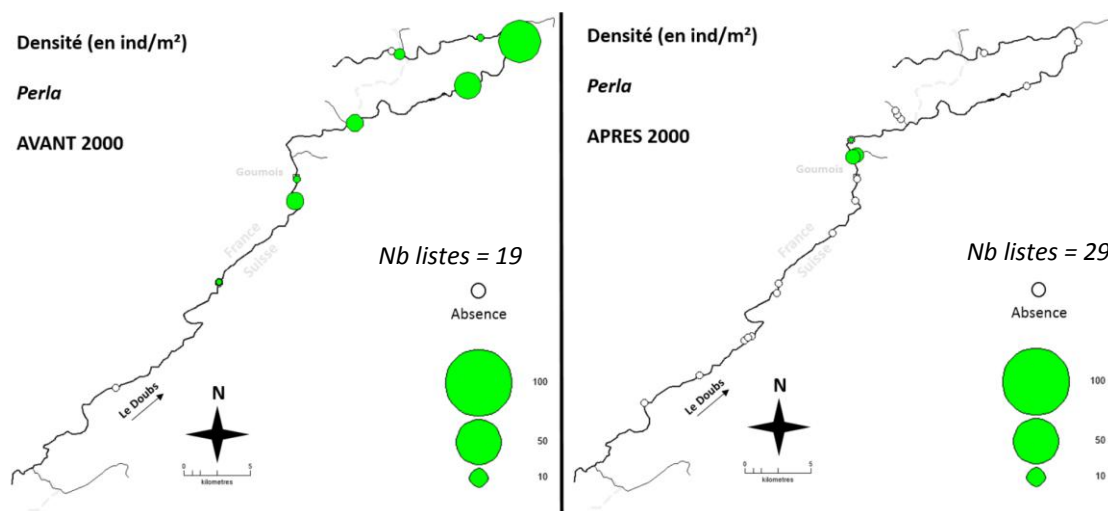 Densité (en ind/m²)
Perla
AVANT 2000
Goumois
France
Suisse
Nb listes = 19
Absence
100
50
10
Le Doubs
N
0 5
kilometres
Densité (en ind/m²)
Perla
APRES 2000
Goumois
France
Suisse
Nb listes = 29
Absence
100
50
10
Le Doubs
N
0 5
kilometres